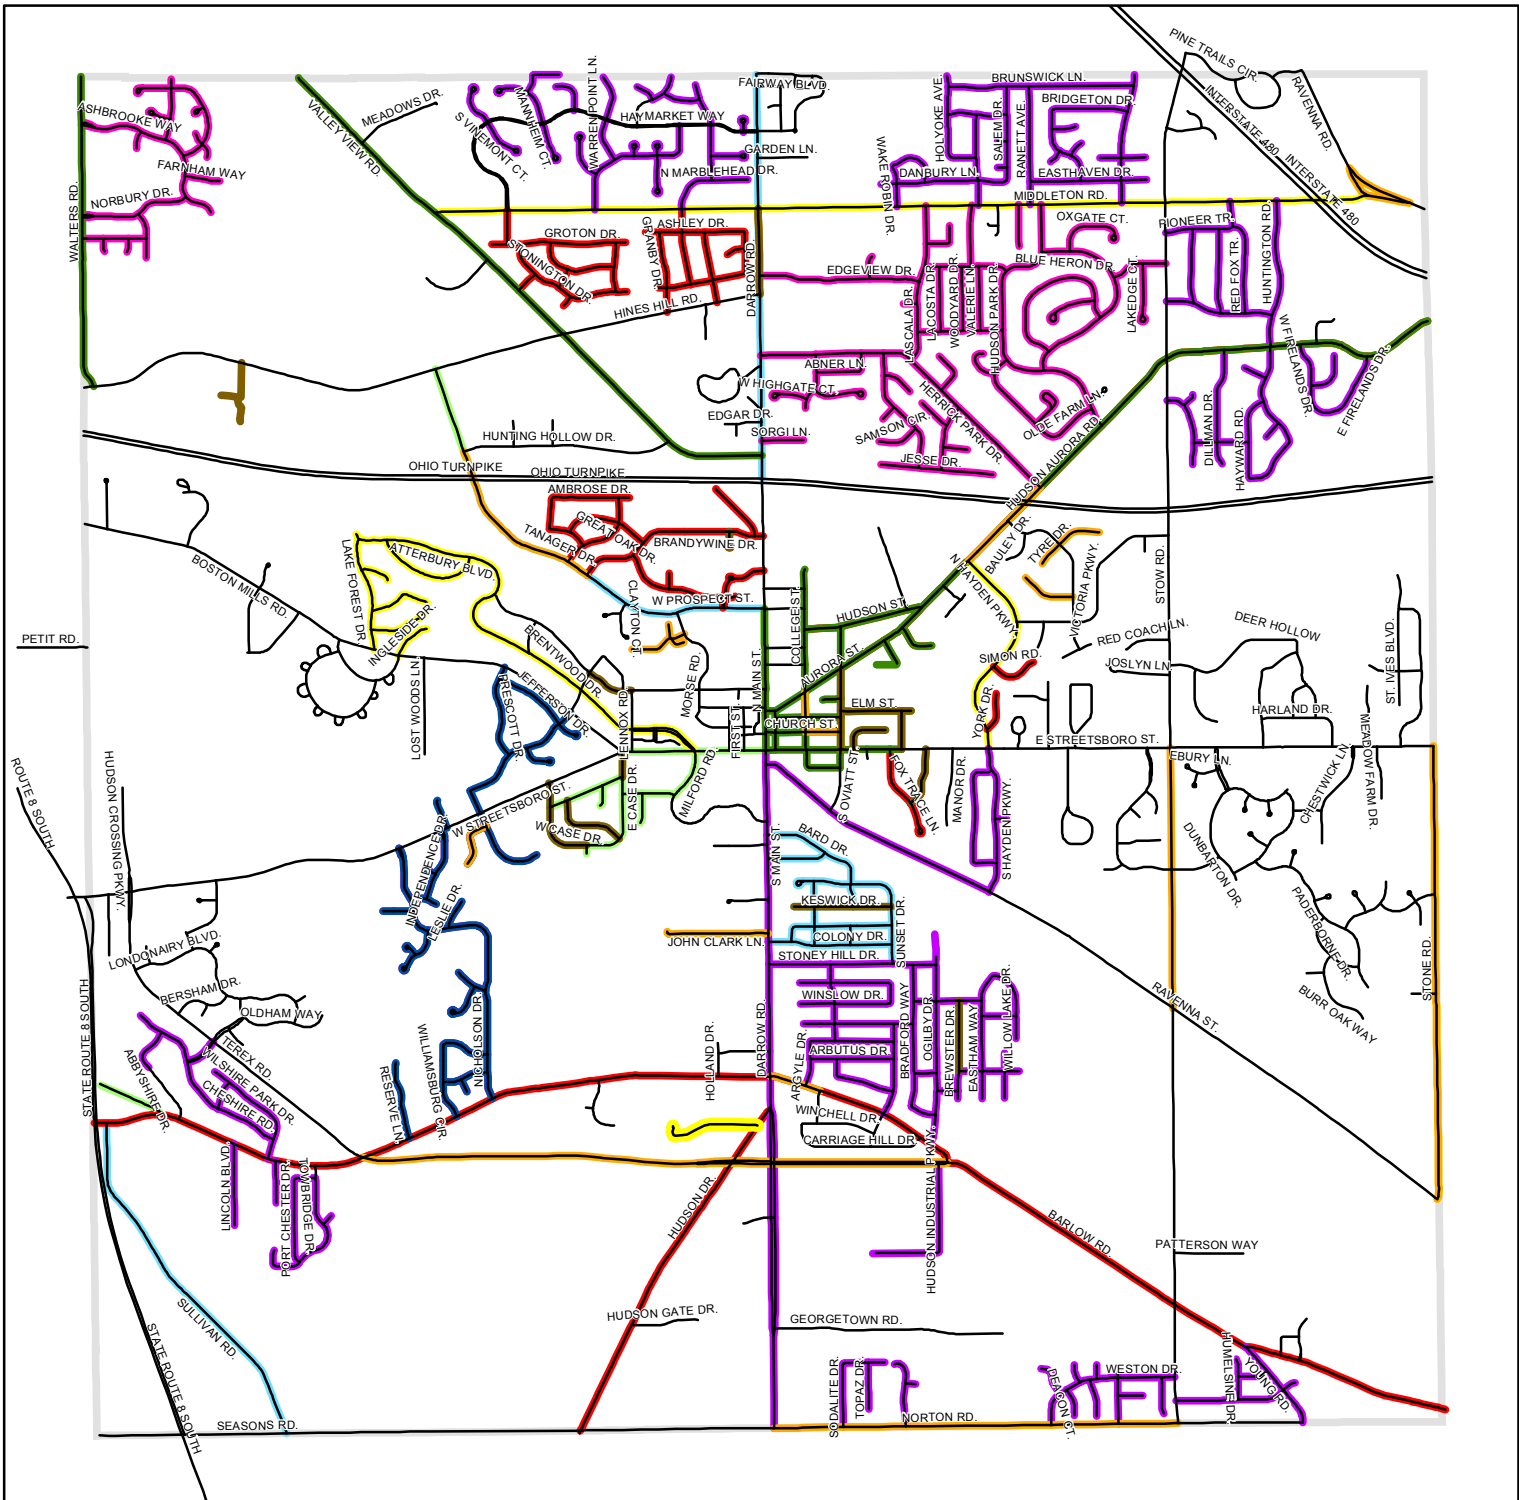 PINE TRAILS CIR.
RAVENNA RD.
INTERSTATE 480
INTERSTATE 480
INTERSTATE 480
FAIRWAY BLVD.
BRUNSWICK LN.
BRIDGETON DR.
ASHBROOKE WAY
VALLEY VIEW RD.
MEADOWS DR.
S VINEMONT CT.
MANNHEIM CT.
WARREN POINT LN.
HAYMARKET WAY
GARDEN LN.
N MARBLEHEAD DR.
WAKE ROBIN DR.
HOLYOKE AVE.
SALEM DR.
RANETT AVE.
DANBURY LN.
EASTHAVEN DR.
MIDDLETON RD.
FARNHAM WAY
NORBURY DR.
WALTERS RD.
GROTON DR.
STONINGTON DR.
GRANBY DR.
ASHLEY DR.
DARROW RD.
HINES HILL RD.
EDGEVIEW DR.
OXGATE CT.
BLUE HERON DR.
LAKEDGE CT.
PIONEER TR.
RED FOX TR.
HUNTINGTON RD.
LASCALA DR.
LACOSTA DR.
WOODYARD DR.
VALERIE LN.
HUDSON PARK DR.
W FIRELANDS DR.
E FIRELANDS DR.
ABNER LN.
W HIGHGATE CT.
EDGAR DR.
SORGI LN.
SAMSON CIR.
HERRICK PARK DR.
JESSE DR.
OLDE FARM LN.
HUDSON AURORA RD.
DILLMAN DR.
HAYWARD RD.
HUNTING HOLLOW DR.
OHIO TURNPIKE
OHIO TURNPIKE
AMBROSE DR.
GREAT OAK DR.
TANAGER DR.
BRANDYWINE DR.
BAULEY DR.
TYRE DR.
N HAYDEN PKWY.
VICTORIA PKWY.
STOW RD.
BOSTON MILLS RD.
LAKE FOREST DR
ATTERBURY BLVD.
INGLESIDE DR.
CLAYTON CT.
W PROSPECT ST.
COLLEGE ST.
HUDSON ST.
AURORA ST.
PETIT RD.
LOST WOODS LN.
BRENTWOOD DR.
JEFFERSON DR.
PRESCOTT DR.
LENNOX RD.
MORSE RD.
FIRST ST.
N MAIN ST.
CHURCH ST.
ELM ST.
SIMON RD.
YORK DR.
RED COACH LN.
JOSLYN LN.
DEER HOLLOW
HARLAND DR.
ST. IVES BLVD.
E STREETSBORO ST.
EBURY LN.
CHESTWICK LN.
MEADOW FARM DR.
ROUTE 8 SOUTH
HUDSON CROSSING PKWY.
W STREETSBORO ST.
W CASE DR.
E CASE DR.
MILFORD RD.
S OVIATT ST.
FOX TRACE LN.
MANOR DR.
S HAYDEN PKWY.
DUNBARTON DR.
PADERBORNE DR.
BURR OAK WAY
STONE RD.
INDEPENDENCE DR.
LESLIE DR.
S MAIN ST.
BARD DR.
KESWICK DR.
COLONY DR.
SUNSET DR.
JOHN CLARK LN.
STONEY HILL DR.
LONDONAIRY BLVD.
BERSHAM DR.
OLDHAM WAY
WINSLOW DR.
ARBUTUS DR.
ARGYLE DR.
BRADFORD WAY
OGILBY DR.
BREWSTER DR.
EASTHAM WAY
WILLOW LAKE DR.
RAVENNA ST.
STATE ROUTE 8 SOUTH
TEREX RD.
ABBYSHIRE DR.
WILSHIRE PARK DR.
CHESHIRE RD.
RESERVE LN.
WILLIAMSBURG CIR.
NICHOLSON DR.
HOLLAND DR.
DARROW RD.
WINCHELL DR.
CARRIAGE HILL DR.
LINCOLN BLVD.
PORT CHESTER DR.
TOWBRIDGE DR.
HUDSON DR.
HUDSON INDUSTRIAL PKWY.
BARLOW RD.
PATTERSON WAY
SULLIVAN RD.
STATE ROUTE 8 SOUTH
HUDSON GATE DR.
GEORGETOWN RD.
SODALITE DR.
TOPAZ DR.
NORTON RD.
DEACON CT.
WESTON DR.
HUMELSINE DR.
YOUNG RD.
SEASONS RD.